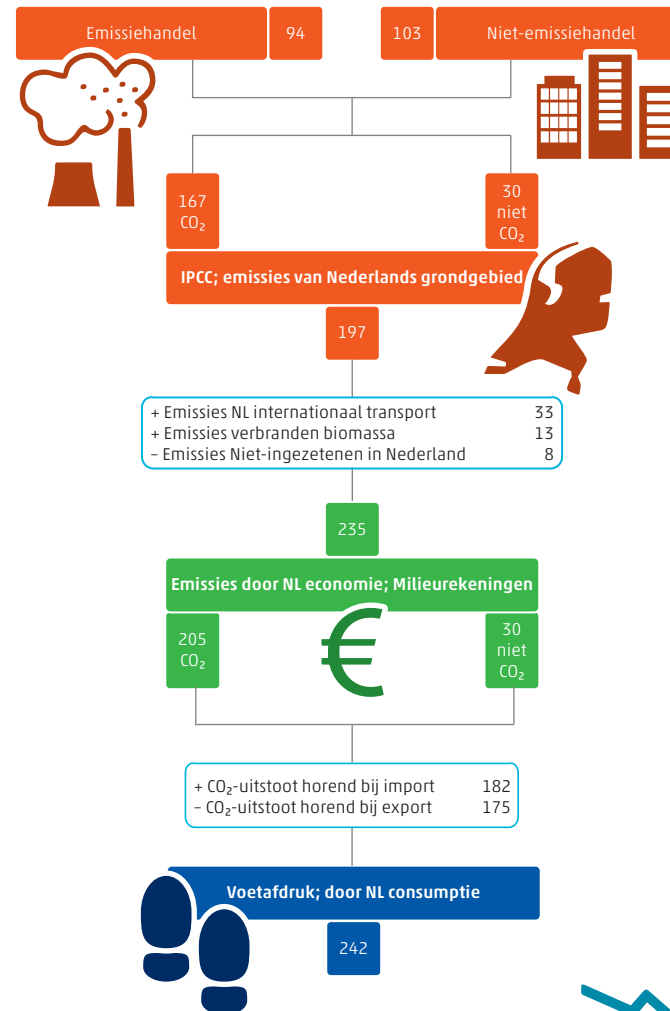 Emissiehandel 94 103 Niet-emissiehandel
167
CO₂
30
niet
CO₂
IPCC; emissies van Nederlands grondgebied
197
+ Emissies NL internationaal transport 33
+ Emissies verbranden biomassa 13
– Emissies Niet-ingezetenen in Nederland 8
235
Emissies door NL economie; Milieurekeningen
205
CO₂
€
30
niet
CO₂
+ CO₂-uitstoot horend bij import 182
– CO₂-uitstoot horend bij export 175
Voetafdruk; door NL consumptie
242